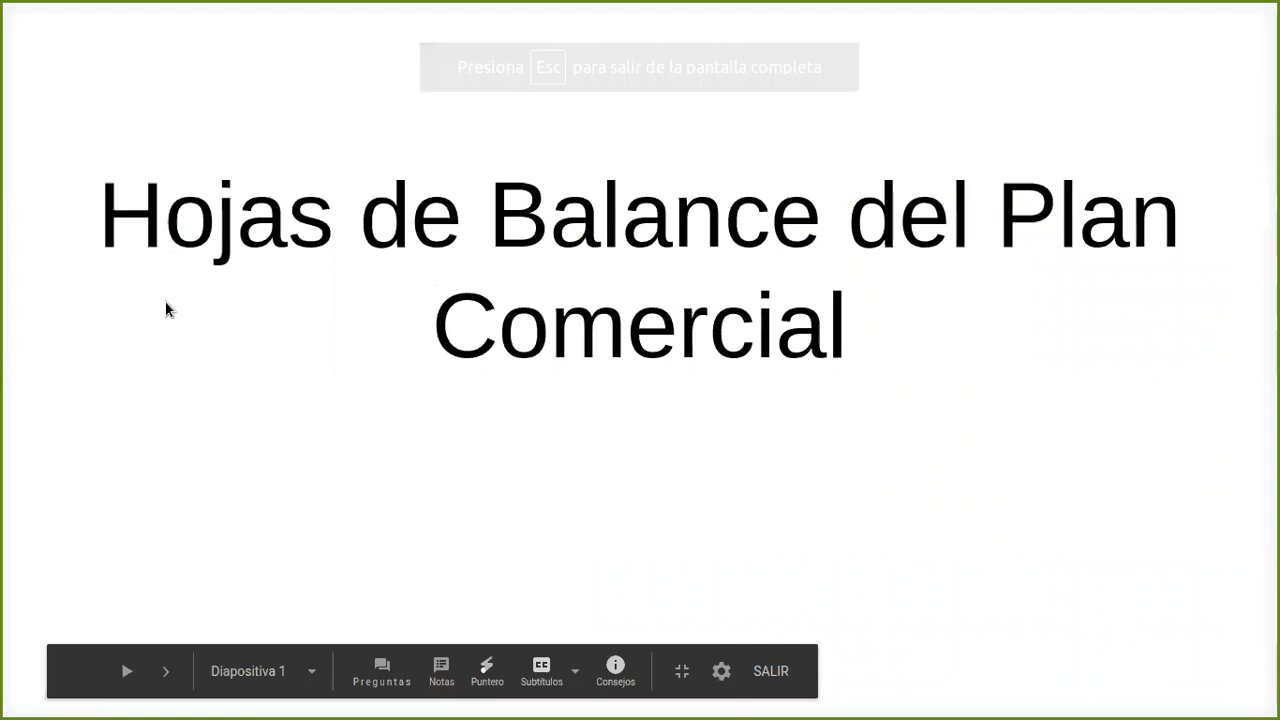 Presiona Esc para salir de la pantalla completa
Hojas de Balance del Plan
Comercial
Diapositiva 1
Preguntas
Notas
Puntero
Subtítulos
Consejos
SALIR